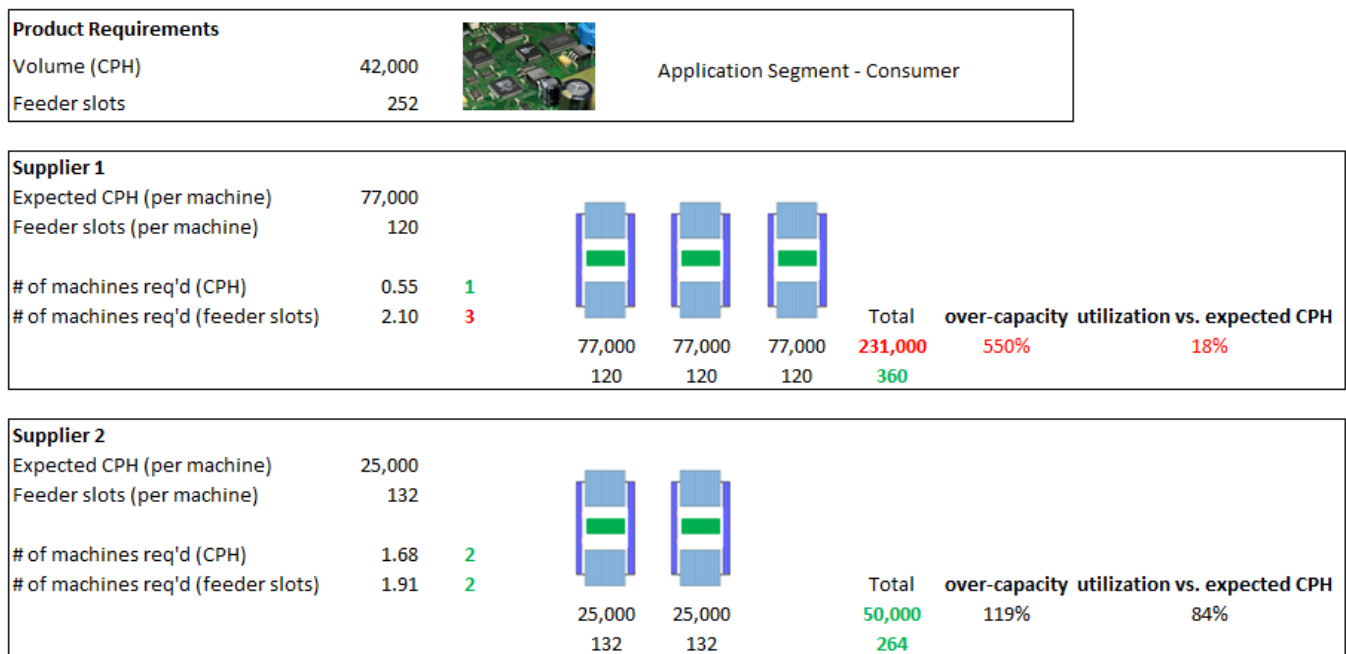 Product Requirements
Volume (CPH) 42,000
Application Segment - Consumer
Feeder slots 252
Supplier 1
Expected CPH (per machine) 77,000
Feeder slots (per machine) 120
# of machines req'd (CPH) 0.55 1
# of machines req'd (feeder slots) 2.10 3 Total over-capacity utilization vs. expected CPH
77,000 77,000 77,000 231,000 550% 18%
120 120 120 360
Supplier 2
Expected CPH (per machine) 25,000
Feeder slots (per machine) 132
# of machines req'd (CPH) 1.68 2
# of machines req'd (feeder slots) 1.91 2 Total over-capacity utilization vs. expected CPH
25,000 25,000 50,000 119% 84%
132 132 264